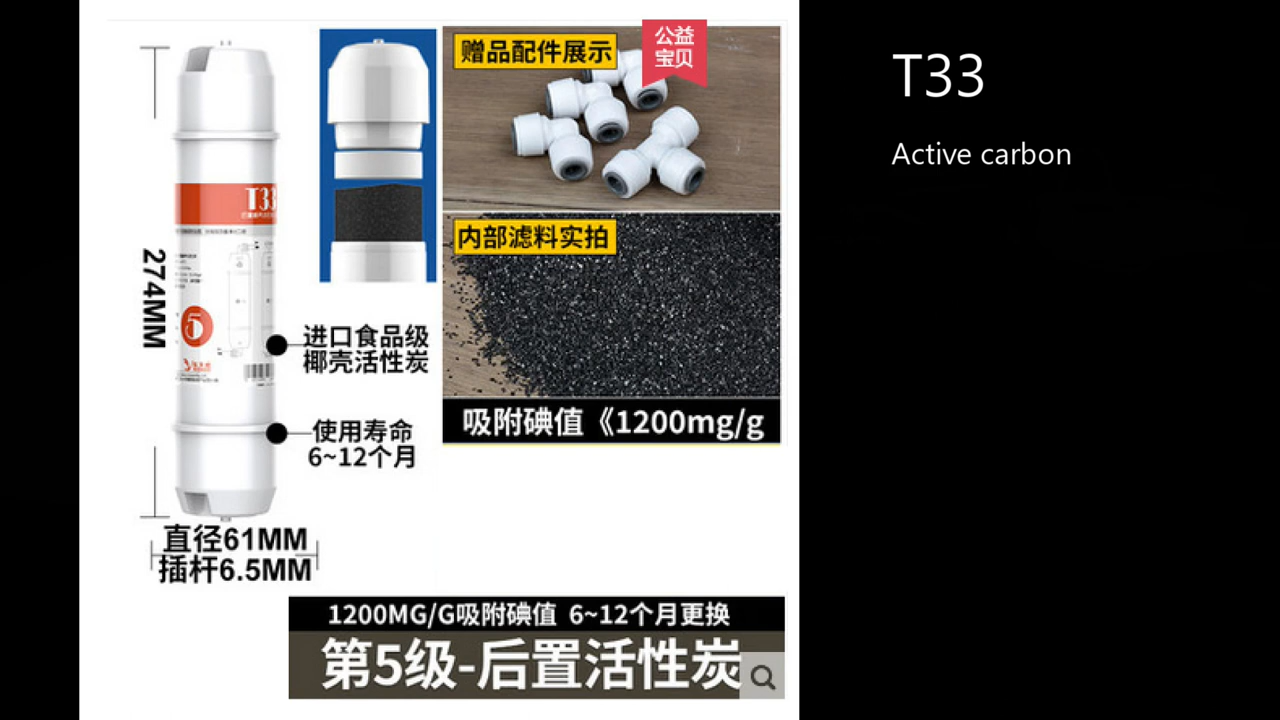 公益
宝贝
赠品配件展示
T33
274MM
5
进口食品级
椰壳活性炭
使用寿命
6~12个月
直径61MM
插杆6.5MM
内部滤料实拍
吸附碘值《1200mg/g
1200MG/G吸附碘值 6~12个月更换
第5级-后置活性炭
T33
Active carbon